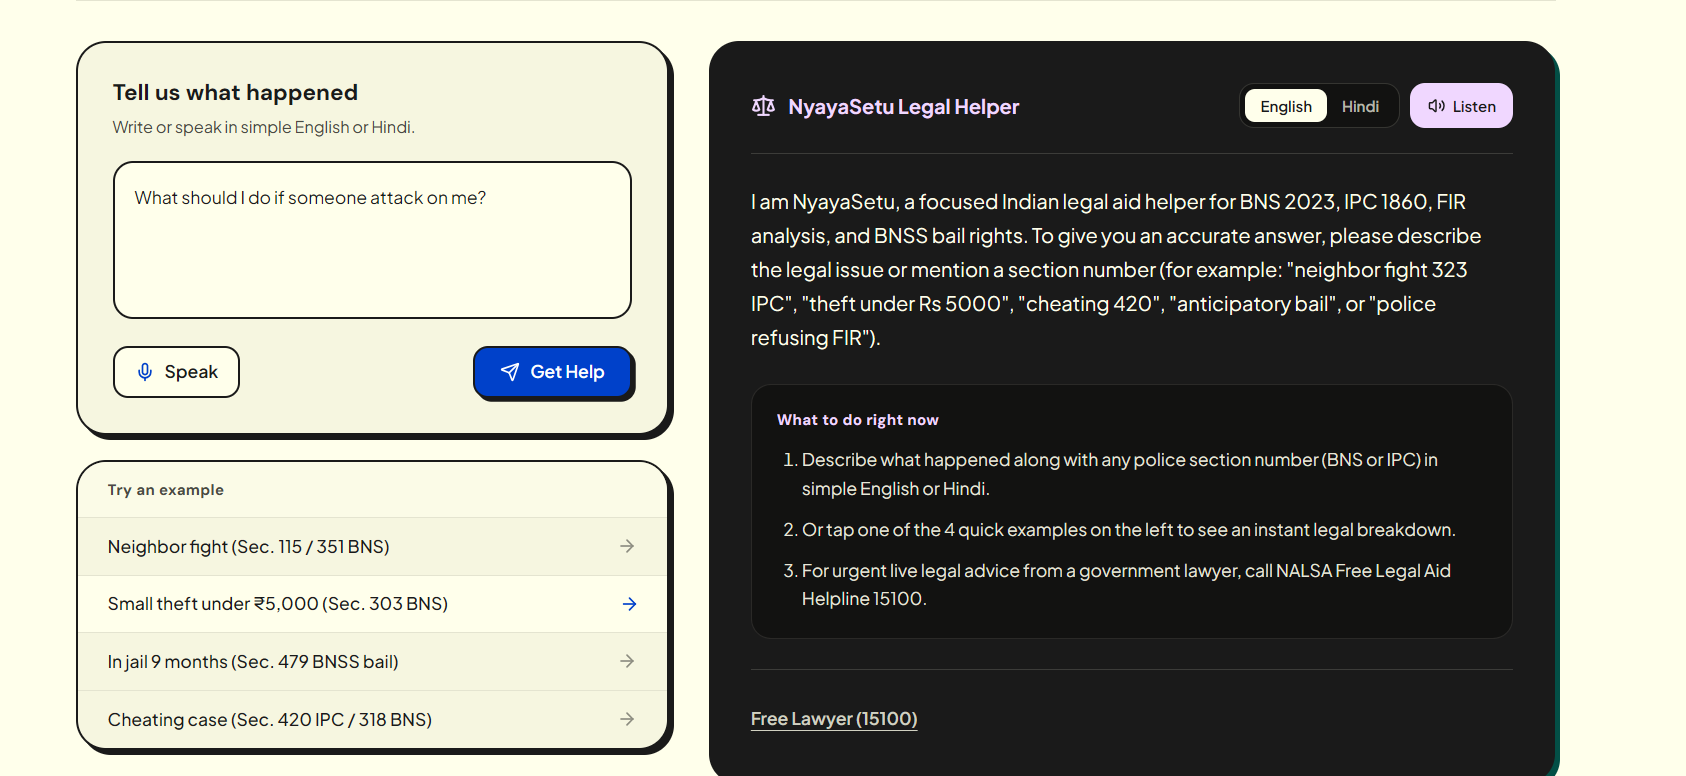 Tell us what happened
Write or speak in simple English or Hindi.
What should I do if someone attack on me?
Speak
Get Help
Try an example
Neighbor fight (Sec. 115 / 351 BNS)
Small theft under ₹5,000 (Sec. 303 BNS)
In jail 9 months (Sec. 479 BNSS bail)
Cheating case (Sec. 420 IPC / 318 BNS)
NyayaSetu Legal Helper
English
Hindi
Listen
I am NyayaSetu, a focused Indian legal aid helper for BNS 2023, IPC 1860, FIR
analysis, and BNSS bail rights. To give you an accurate answer, please describe
the legal issue or mention a section number (for example: "neighbor fight 323
IPC", "theft under Rs 5000", "cheating 420", "anticipatory bail", or "police
refusing FIR").
What to do right now
1. Describe what happened along with any police section number (BNS or IPC) in
simple English or Hindi.
2. Or tap one of the 4 quick examples on the left to see an instant legal breakdown.
3. For urgent live legal advice from a government lawyer, call NALSA Free Legal Aid
Helpline 15100.
Free Lawyer (15100)